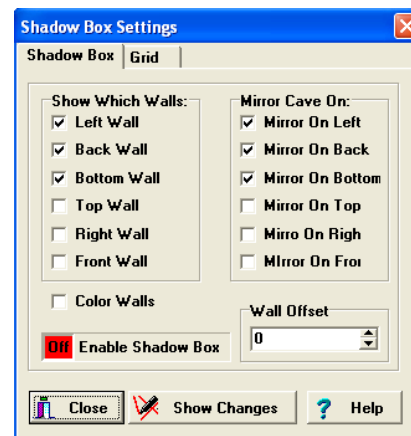 Shadow Box Settings
Shadow Box Grid
Show Which Walls:
Left Wall
Back Wall
Bottom Wall
Top Wall
Right Wall
Front Wall
Mirror Cave On:
Mirror On Left
Mirror On Back
Mirror On Bottom
Mirror On Top
Mirro On Righ
MIrror On Froi
Color Walls
Wall Offset
0
Off Enable Shadow Box
Close Show Changes ? Help